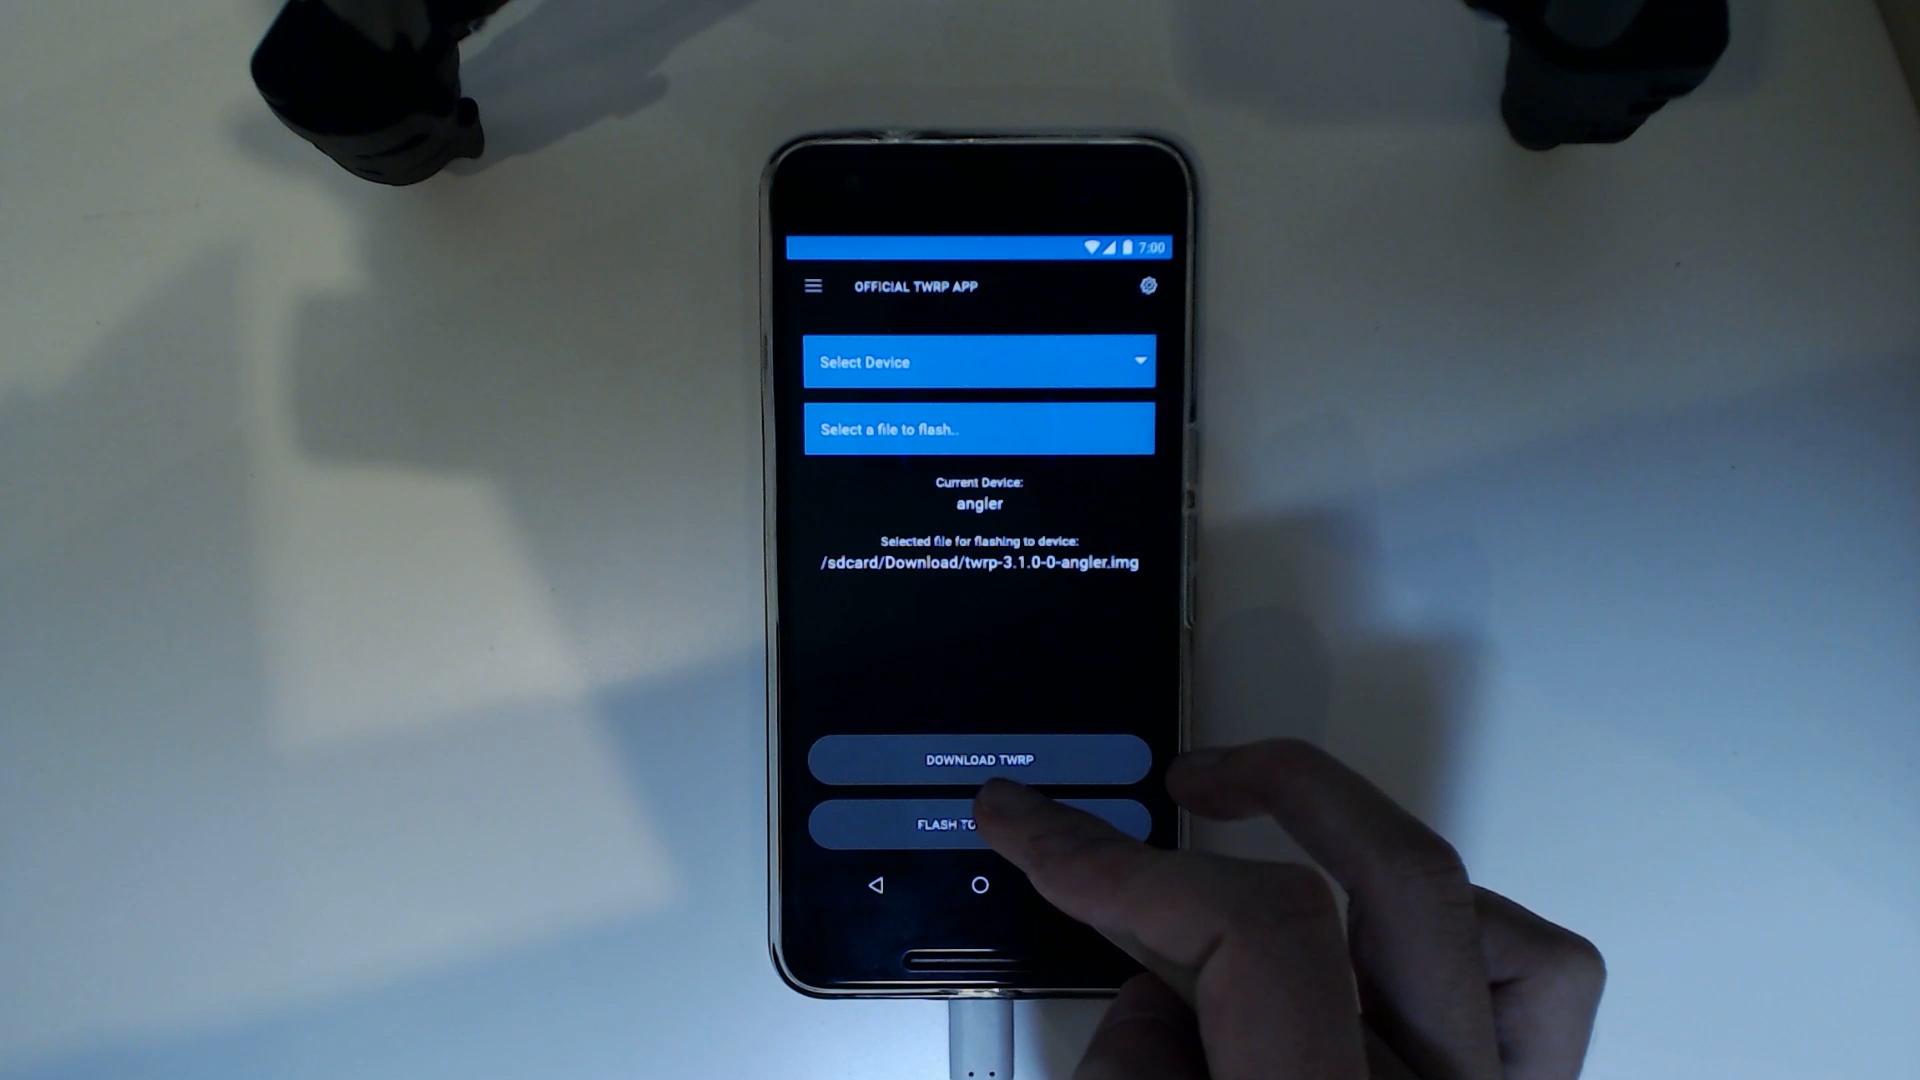 7:00
OFFICIAL TWRP APP
Select Device
Select a file to flash..
Current Device:
angler
Selected file for flashing to device:
/sdcard/Download/twrp-3.1.0-0-angler.img
DOWNLOAD TWRP
FLASH TO